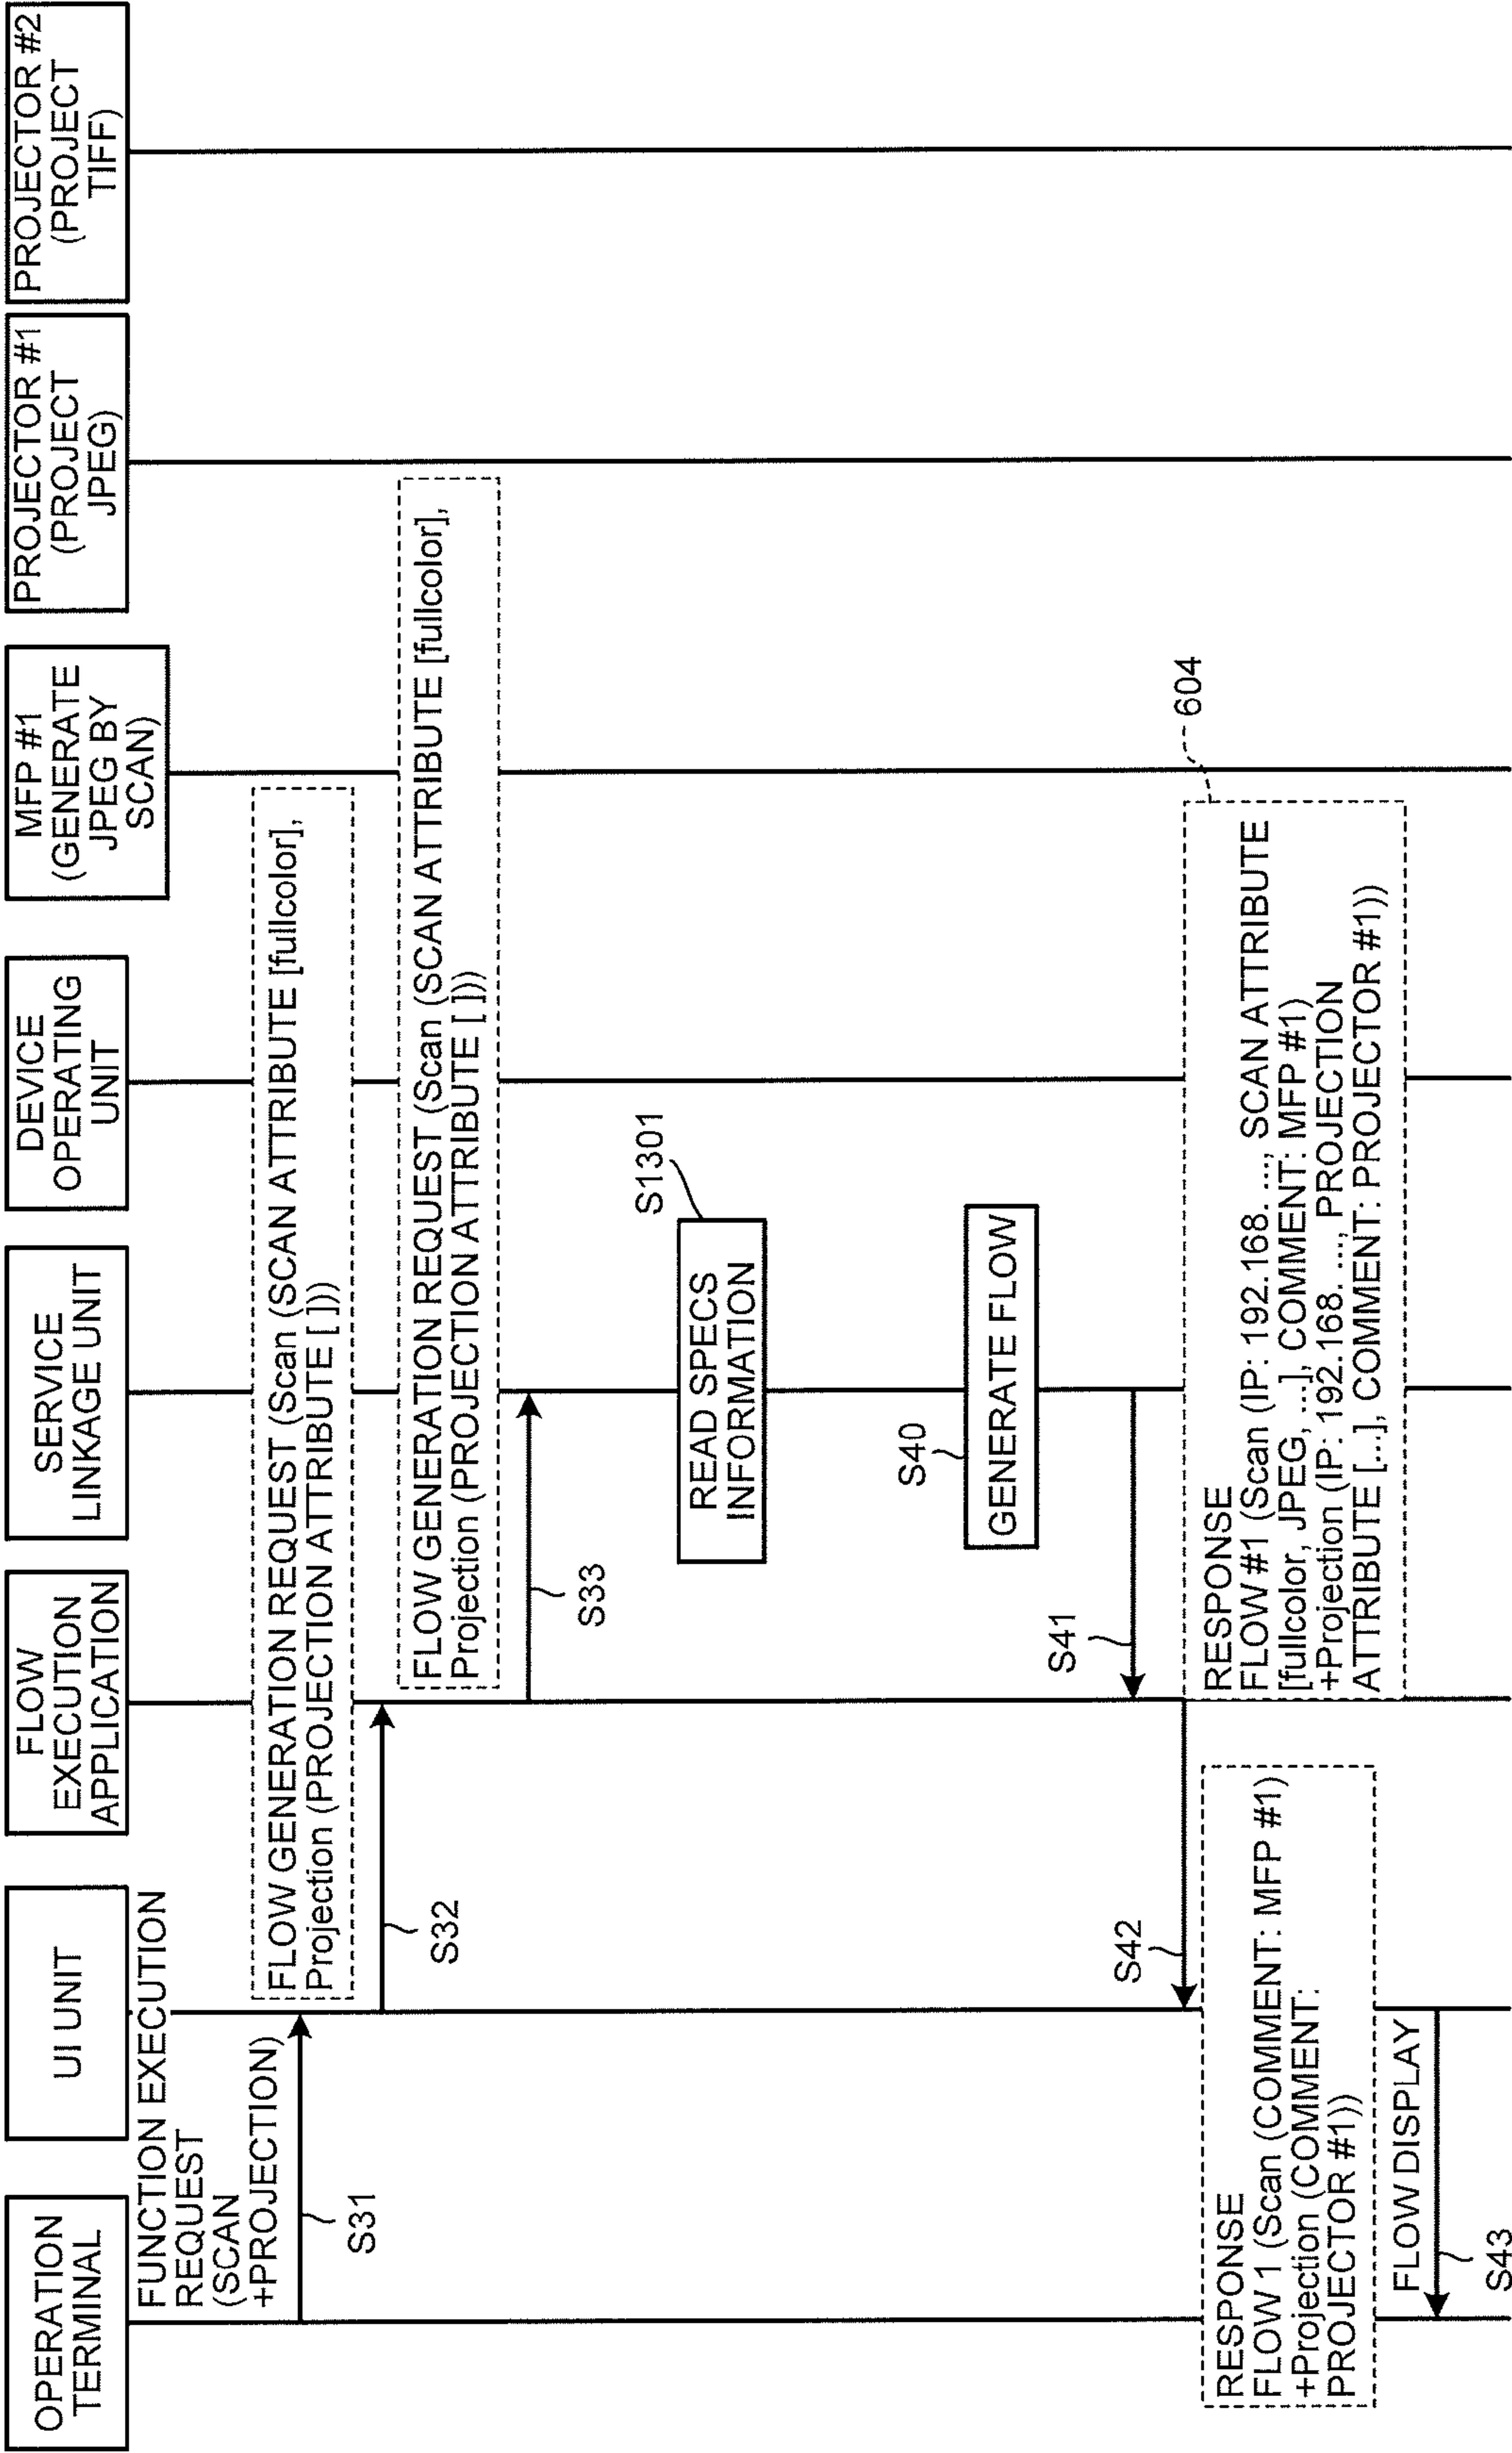 OPERATION
TERMINAL
UI UNIT
FLOW
EXECUTION
APPLICATION
SERVICE
LINKAGE UNIT
DEVICE
OPERATING
UNIT
MFP #1
(GENERATE
JPEG BY
SCAN)
PROJECTOR #1
(PROJECT
JPEG)
PROJECTOR #2
(PROJECT
TIFF)
FUNCTION EXECUTION
REQUEST
(SCAN
+PROJECTION)
S31
FLOW GENERATION REQUEST (Scan (SCAN ATTRIBUTE [fullcolor],
Projection (PROJECTION ATTRIBUTE [ ]))
S32
FLOW GENERATION REQUEST (Scan (SCAN ATTRIBUTE [fullcolor],
Projection (PROJECTION ATTRIBUTE [ ]))
S33
S1301
READ SPECS
INFORMATION
S40
GENERATE FLOW
S41
604
RESPONSE
FLOW #1 (Scan (IP: 192.168. ..., SCAN ATTRIBUTE
[fullcolor, JPEG, ...], COMMENT: MFP #1)
+Projection (IP: 192.168. ..., PROJECTION
ATTRIBUTE [...], COMMENT: PROJECTOR #1))
S42
RESPONSE
FLOW 1 (Scan (COMMENT: MFP #1)
+Projection (COMMENT:
PROJECTOR #1))
FLOW DISPLAY
S43